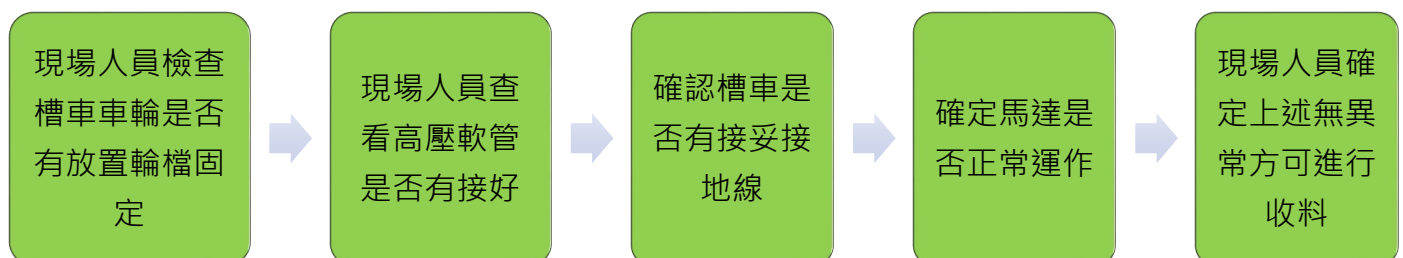 現場人員檢查
槽車車輪是否
有放置輪檔固
定
現場人員查
看高壓軟管
是否有接好
確認槽車是
否有接妥接
地線
確定馬達是
否正常運作
現場人員確
定上述無異
常方可進行
收料